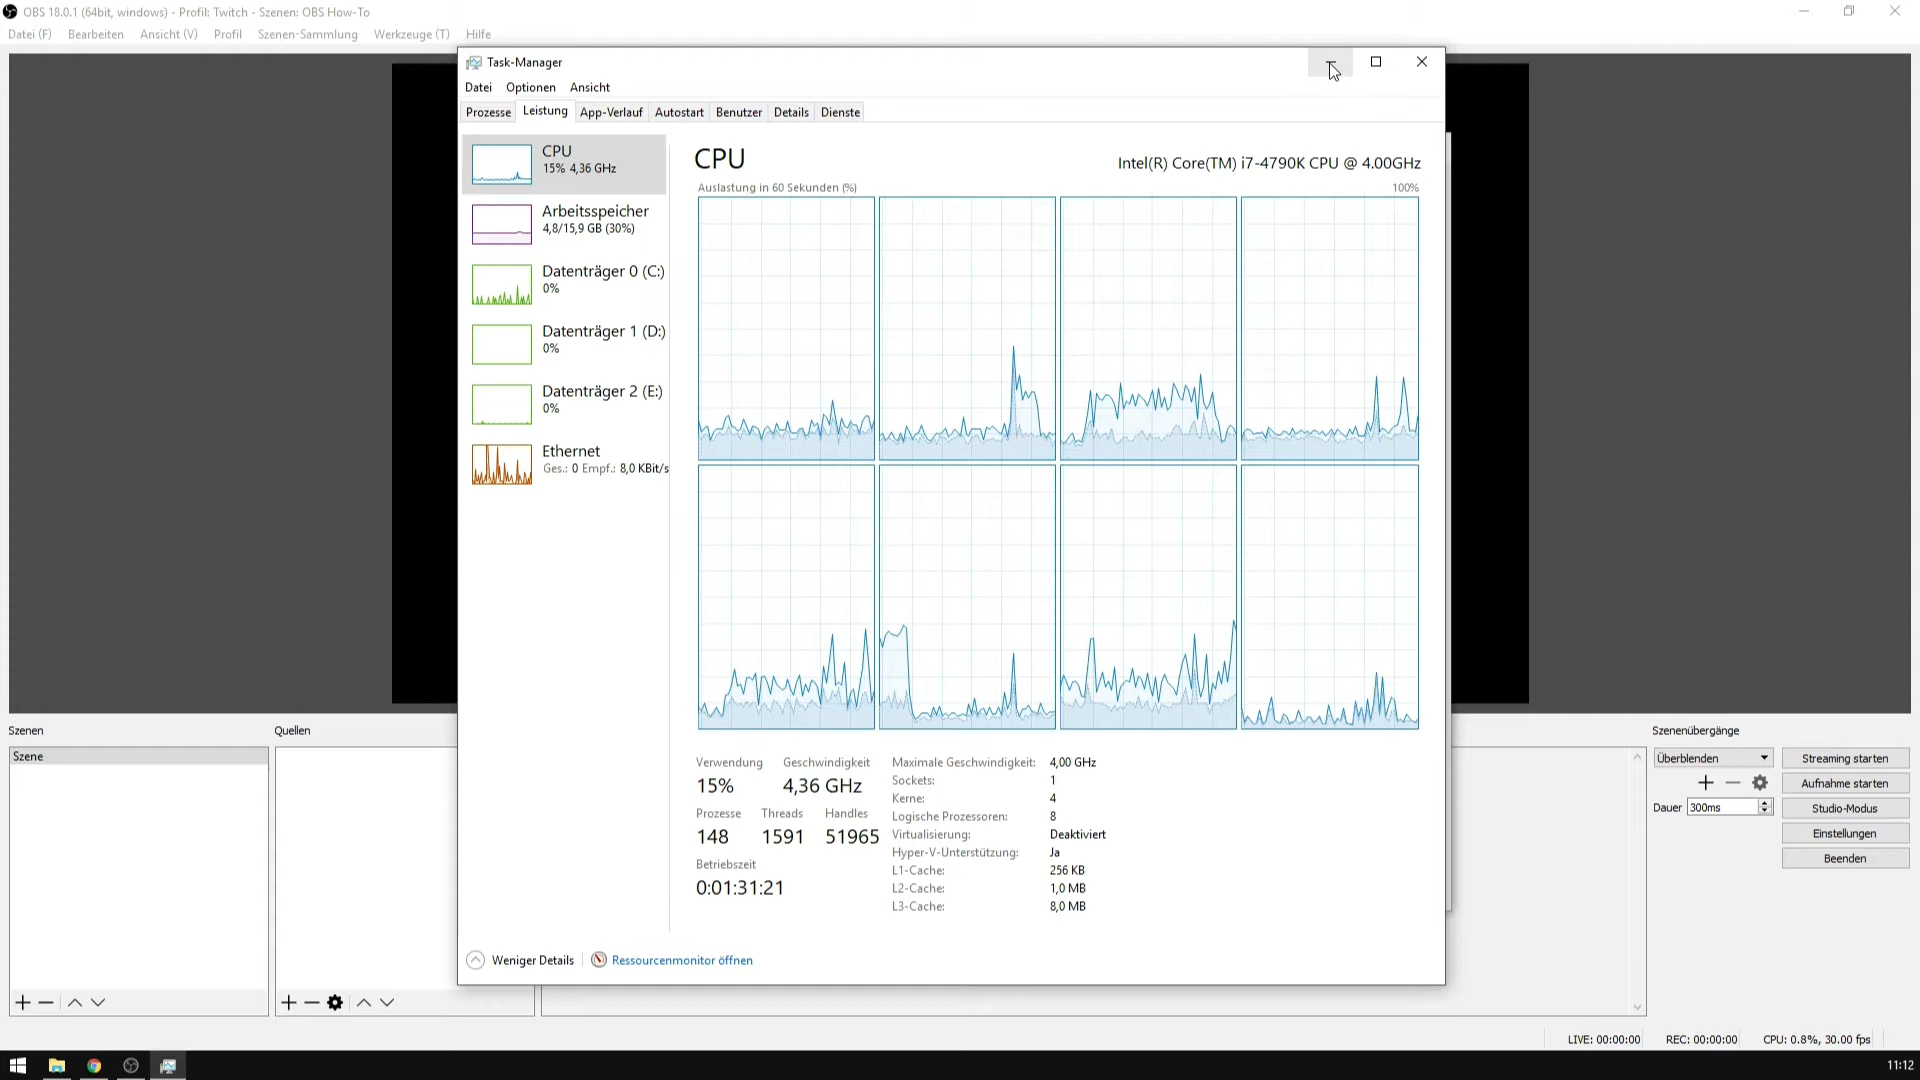 OBS 18.0.1 (64bit, windows) - Profil: Twitch - Szenen: OBS How-To
Datei (F) Bearbeiten Ansicht (V) Profil Szenen-Sammlung Werkzeuge (T) Hilfe
Task-Manager
Datei Optionen Ansicht
Prozesse Leistung App-Verlauf Autostart Benutzer Details Dienste
CPU
15% 4,36 GHz
Arbeitsspeicher
4,8/15,9 GB (30%)
Datenträger 0 (C:)
0%
Datenträger 1 (D:)
0%
Datenträger 2 (E:)
0%
Ethernet
Ges.: 0 Empf.: 8,0 KBit/s
CPU Intel(R) Core(TM) i7-4790K CPU @ 4.00GHz
Auslastung in 60 Sekunden (%) 100%
Verwendung Geschwindigkeit
15% 4,36 GHz
Prozesse Threads Handles
148 1591 51965
Betriebszeit
0:01:31:21
Maximale Geschwindigkeit: 4,00 GHz
Sockets: 1
Kerne: 4
Logische Prozessoren: 8
Virtualisierung: Deaktiviert
Hyper-V-Unterstützung: Ja
L1-Cache: 256 KB
L2-Cache: 1,0 MB
L3-Cache: 8,0 MB
Weniger Details Ressourcenmonitor öffnen
Szenen
Szene
Quellen
Szenenübergänge
Überblenden
Dauer 300ms
Streaming starten
Aufnahme starten
Studio-Modus
Einstellungen
Beenden
LIVE: 00:00:00 REC: 00:00:00 CPU: 0.8%, 30.00 fps
11:12